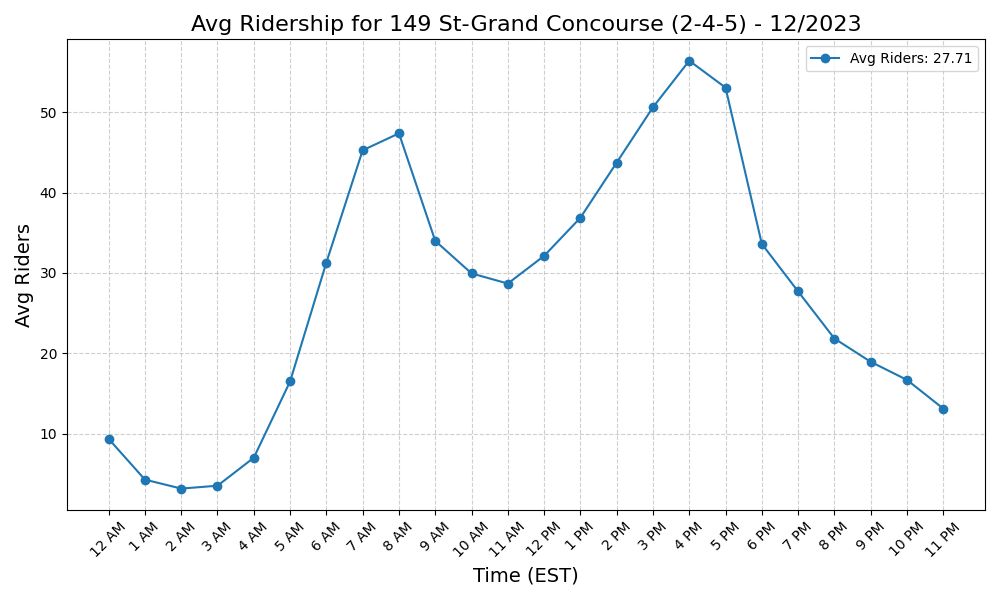 Avg Ridership for 149 St-Grand Concourse (2-4-5) - 12/2023
Avg Riders: 27.71
Avg Riders
50
40
30
20
10
12 AM
1 AM
2 AM
3 AM
4 AM
5 AM
6 AM
7 AM
8 AM
9 AM
10 AM
11 AM
12 PM
1 PM
2 PM
3 PM
4 PM
5 PM
6 PM
7 PM
8 PM
9 PM
10 PM
11 PM
Time (EST)